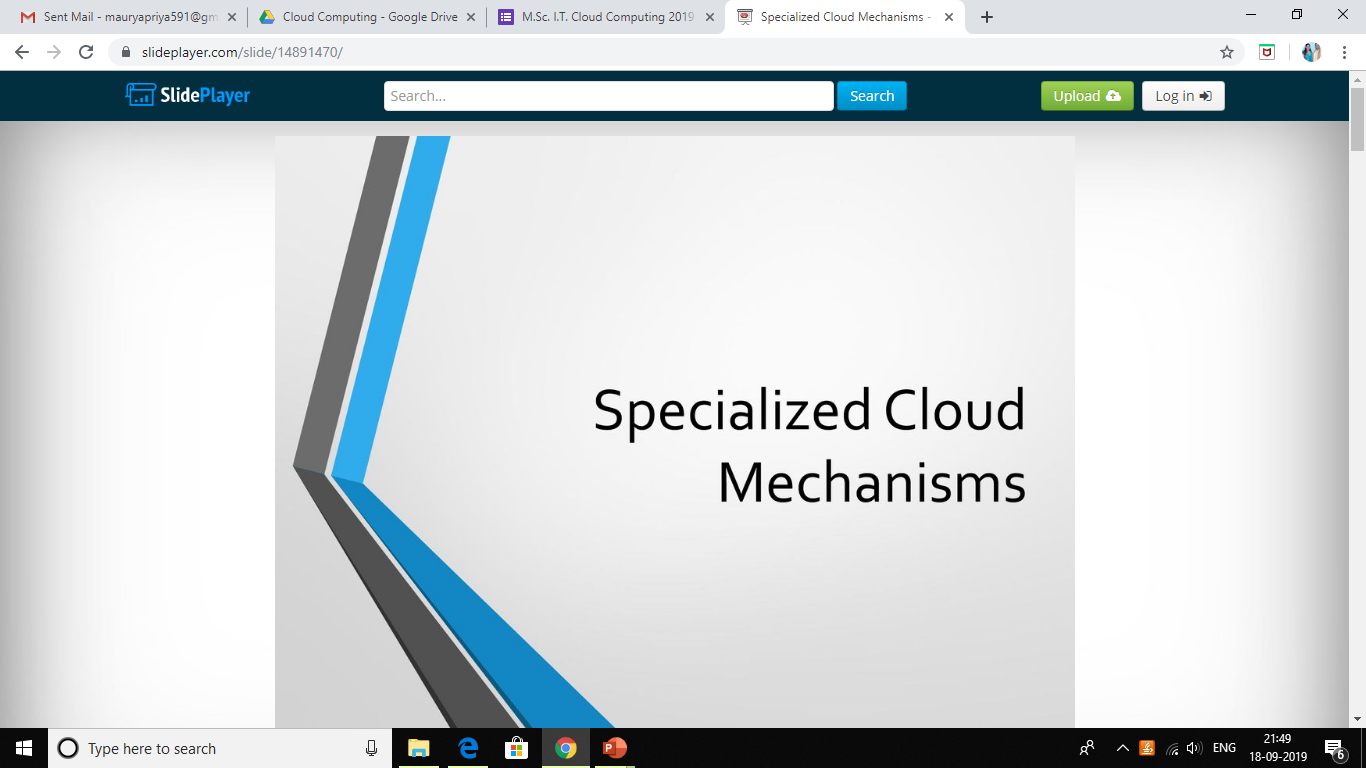 Sent Mail - mauryapriya591@gm
Cloud Computing - Google Drive
M.Sc. I.T. Cloud Computing 2019
Specialized Cloud Mechanisms -
slideplayer.com/slide/14891470/
SlidePlayer
Search...
Search
Upload
Log in
Specialized Cloud
Mechanisms
Type here to search
ENG
21:49
18-09-2019
6